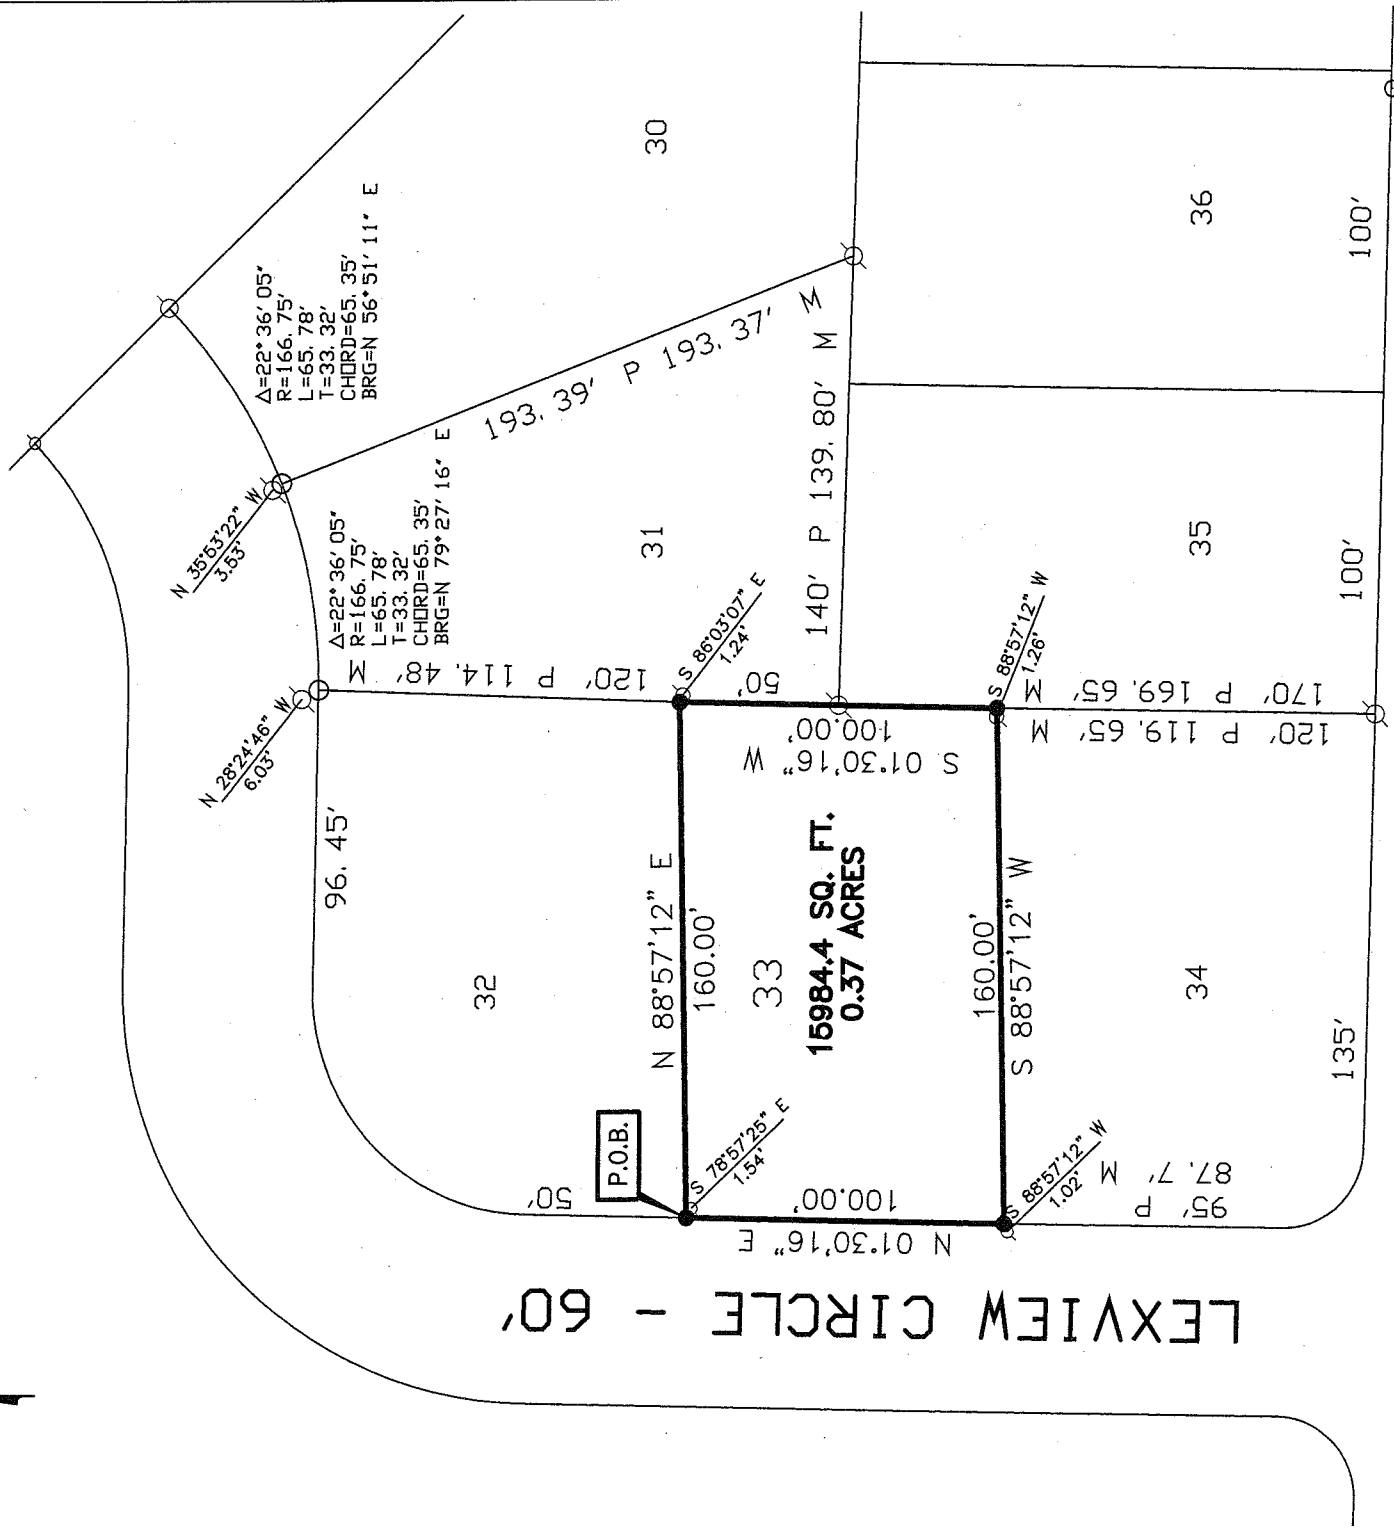 30
36
100'
Δ=22°36'05"
R=166.75'
L=65.78'
T=33.32'
CHORD=65.35'
BRG=N 56°51'11" E
193.39' P 193.37' M
N 35°53'22" W
3.53'
Δ=22°36'05"
R=166.75'
L=65.78'
T=33.32'
CHORD=65.35'
BRG=N 79°27'16" E
31
140' P 139.80' M
35
100'
N 28°24'46" W
6.03'
120' P 114.48' M
S 86°03'07" E
1.24'
50'
S 88°57'12" W
1.26'
170' P 169.65' M
120' P 119.65' M
96.45'
32
N 88°57'12" E
160.00'
S 01°30'16" W
100.00'
33
15984.4 SQ. FT.
0.37 ACRES
160.00'
S 88°57'12" W
34
135'
P.O.B.
50'
S 78°57'25" E
1.54'
100.00'
N 01°30'16" E
S 88°57'12" W
1.02'
87.7' M
95' P
LEXVIEW CIRCLE - 60'